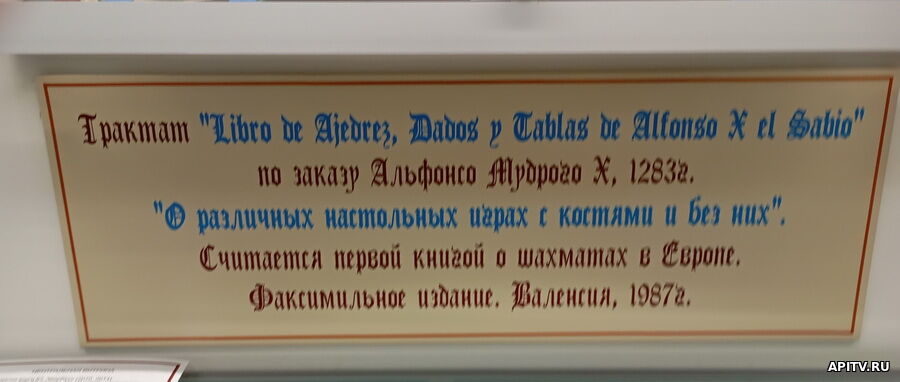 Трактат "Libro de Ajedrez, Dados y Tablas de Alfonso X el Sabio"
по заказу Альфонсо Мудрого X, 1283г.
"О различных настольных играх с костями и без них".
Считается первой книгой о шахматах в Европе.
Факсимильное издание. Валенсия, 1987г.
APITV.RU